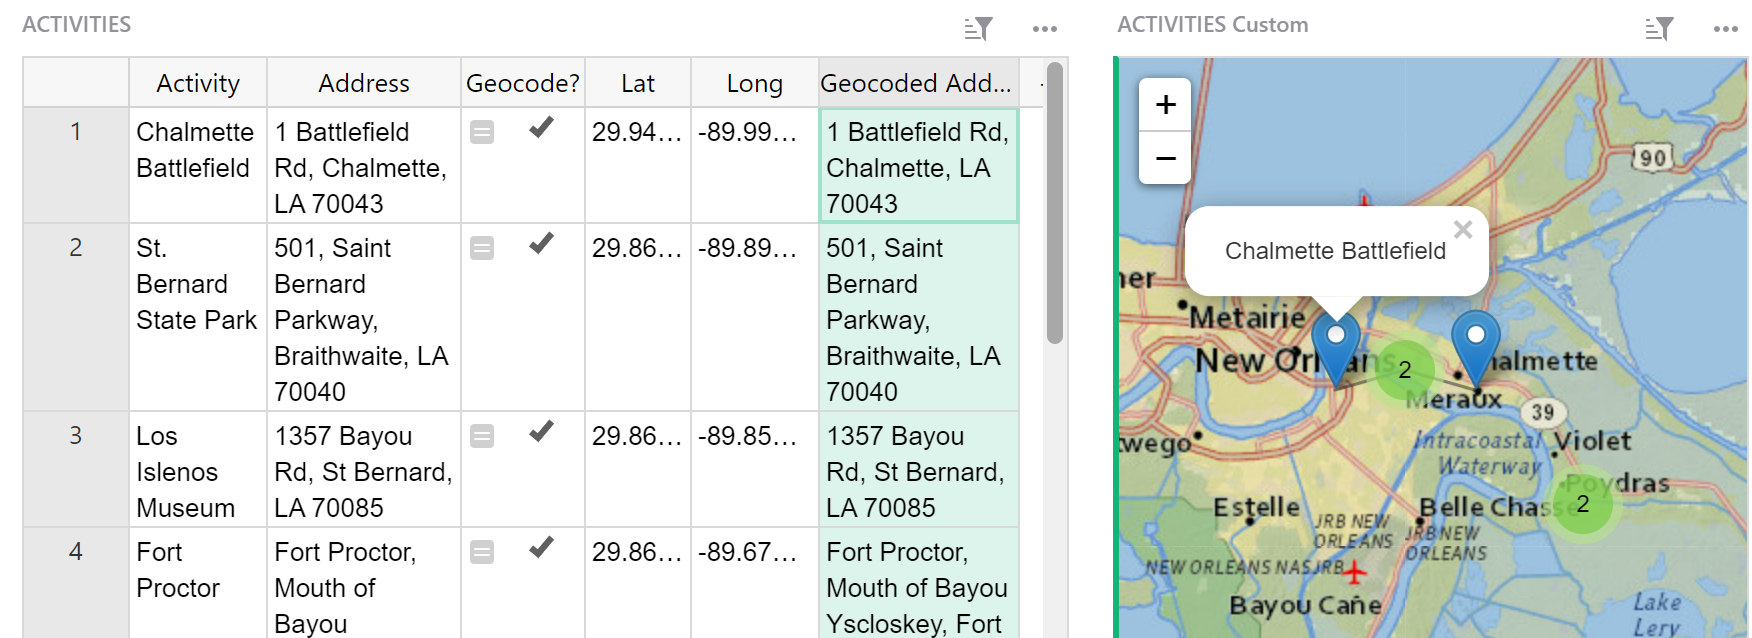 ACTIVITIES
Activity Address Geocode? Lat Long Geocoded Add...
1 Chalmette Battlefield 1 Battlefield Rd, Chalmette, LA 70043 29.94... -89.99... 1 Battlefield Rd, Chalmette, LA 70043
2 St. Bernard State Park 501, Saint Bernard Parkway, Braithwaite, LA 70040 29.86... -89.89... 501, Saint Bernard Parkway, Braithwaite, LA 70040
3 Los Islenos Museum 1357 Bayou Rd, St Bernard, LA 70085 29.86... -89.85... 1357 Bayou Rd, St Bernard, LA 70085
4 Fort Proctor Fort Proctor, Mouth of Bayou 29.86... -89.67... Fort Proctor, Mouth of Bayou Yscloskey, Fort
ACTIVITIES Custom
+
−
90
Chalmette Battlefield ×
ner
Metairie
New Orl ans
2
halmette
Meraux
39
wego
Intracoastal
Waterway
Violet
Poydras
2
Estelle
Belle Chasse
JRB NEW
ORLEANS
JRB NEW
ORLEANS
NEW ORLEANS NASJRB
Bayou Cane
Lake
Lery